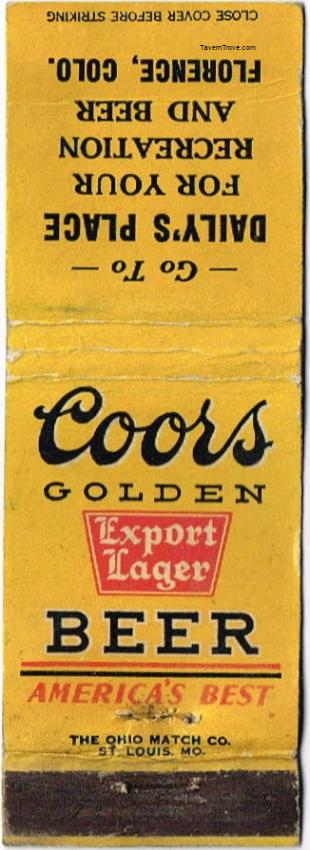 CLOSE COVER BEFORE STRIKING
TavernTrove.com
— Go To —
DAILY'S PLACE
FOR YOUR
RECREATION
AND BEER
FLORENCE, COLO.
Coors
GOLDEN
Export
Lager
BEER
AMERICA'S BEST
THE OHIO MATCH CO.
ST. LOUIS, MO.